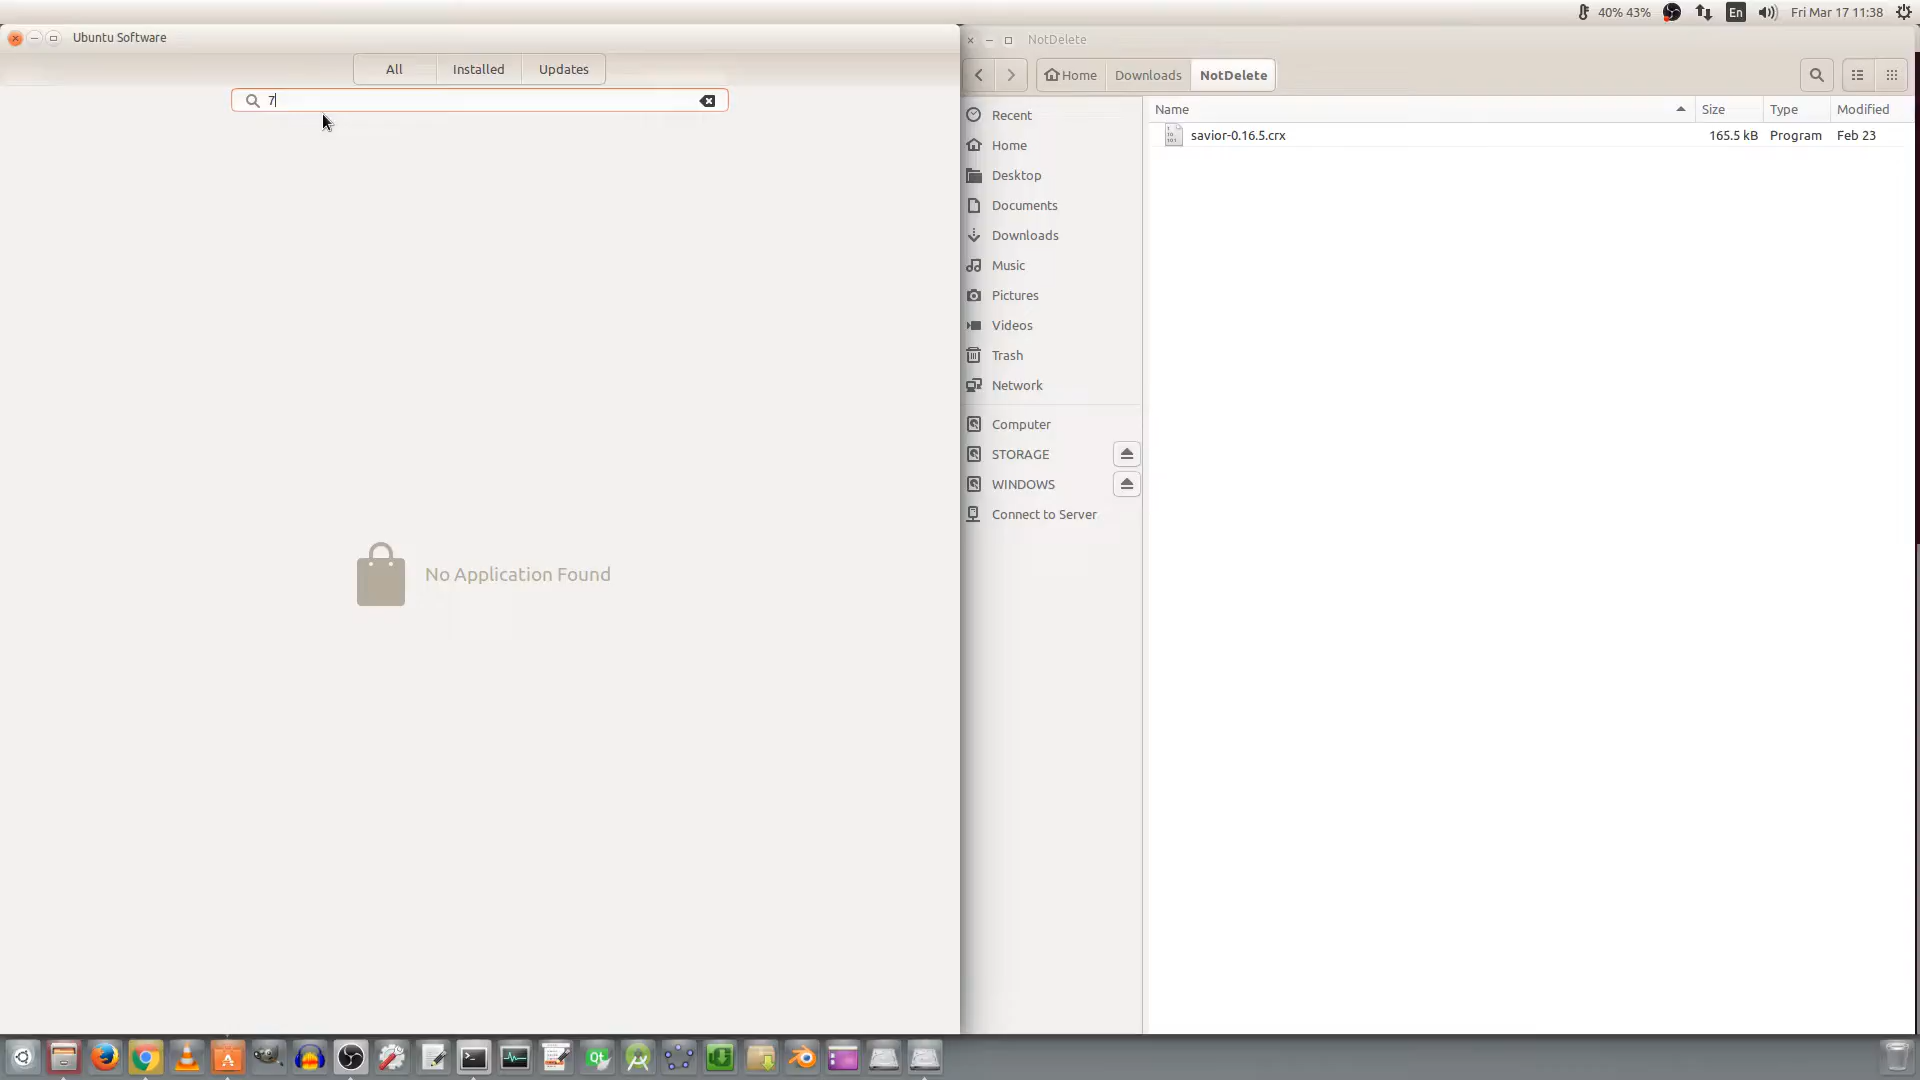 40% 43%
En
Fri Mar 17 11:38
Ubuntu Software
All
Installed
Updates
7
No Application Found
NotDelete
Home
Downloads
NotDelete
Name
Size
Type
Modified
savior-0.16.5.crx
165.5 kB
Program
Feb 23
Recent
Home
Desktop
Documents
Downloads
Music
Pictures
Videos
Trash
Network
Computer
STORAGE
WINDOWS
Connect to Server
Qt